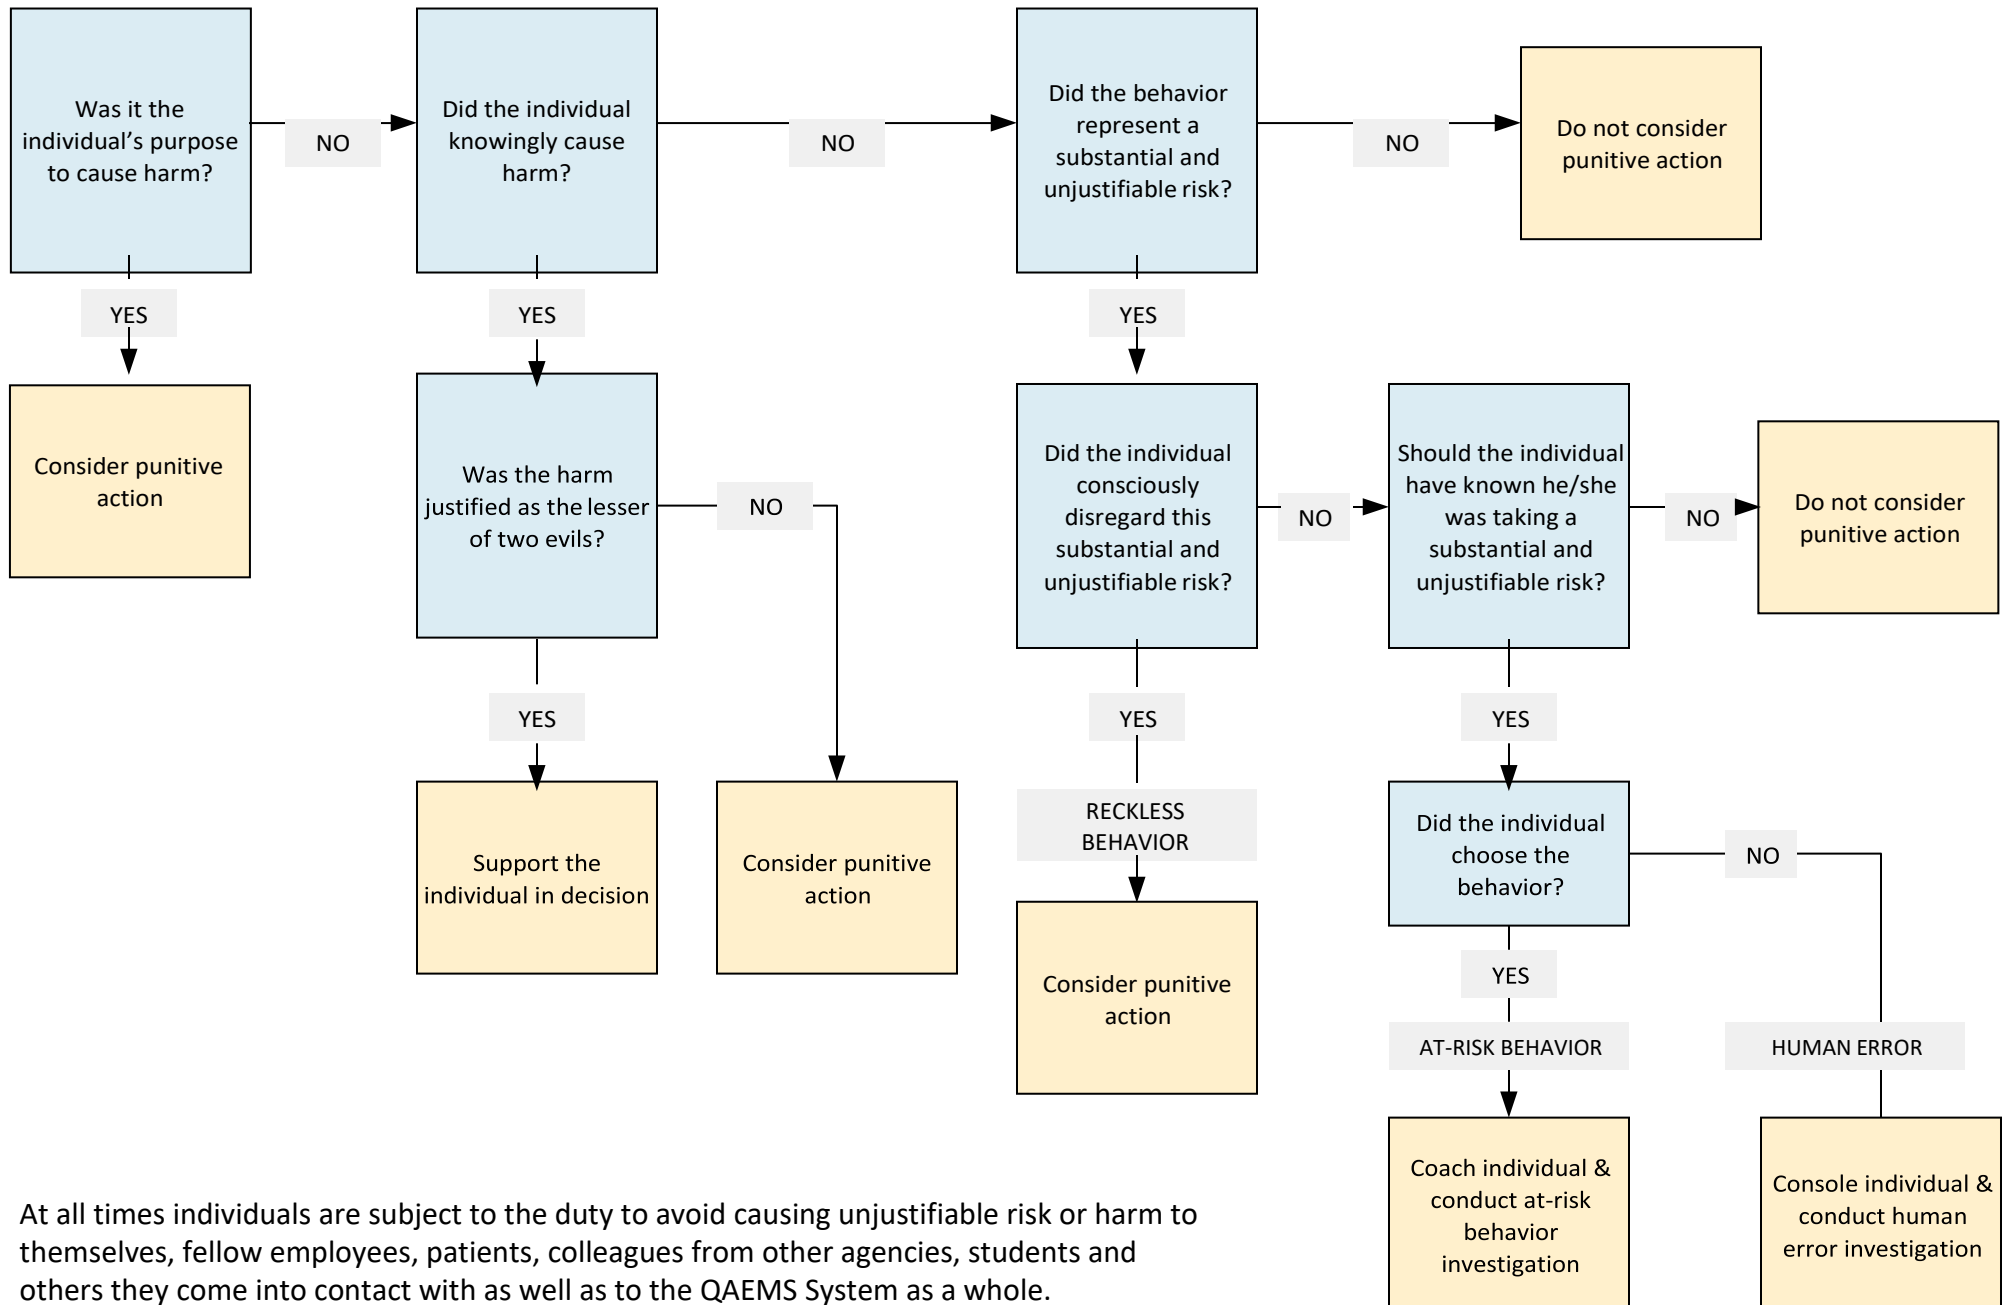 Was it the
individual’s purpose
to cause harm?
NO
Did the individual
knowingly cause
harm?
NO
Did the behavior
represent a
substantial and
unjustifiable risk?
NO
Do not consider
punitive action
YES
YES
YES
Consider punitive
action
Was the harm
justified as the lesser
of two evils?
NO
Did the individual
consciously
disregard this
substantial and
unjustifiable risk?
NO
Should the individual
have known he/she
was taking a
substantial and
unjustifiable risk?
NO
Do not consider
punitive action
YES
YES
YES
Support the
individual in decision
Consider punitive
action
RECKLESS
BEHAVIOR
Consider punitive
action
Did the individual
choose the
behavior?
NO
YES
AT-RISK BEHAVIOR
HUMAN ERROR
Coach individual &
conduct at-risk
behavior
investigation
Console individual &
conduct human
error investigation
At all times individuals are subject to the duty to avoid causing unjustifiable risk or harm to
themselves, fellow employees, patients, colleagues from other agencies, students and
others they come into contact with as well as to the QAEMS System as a whole.